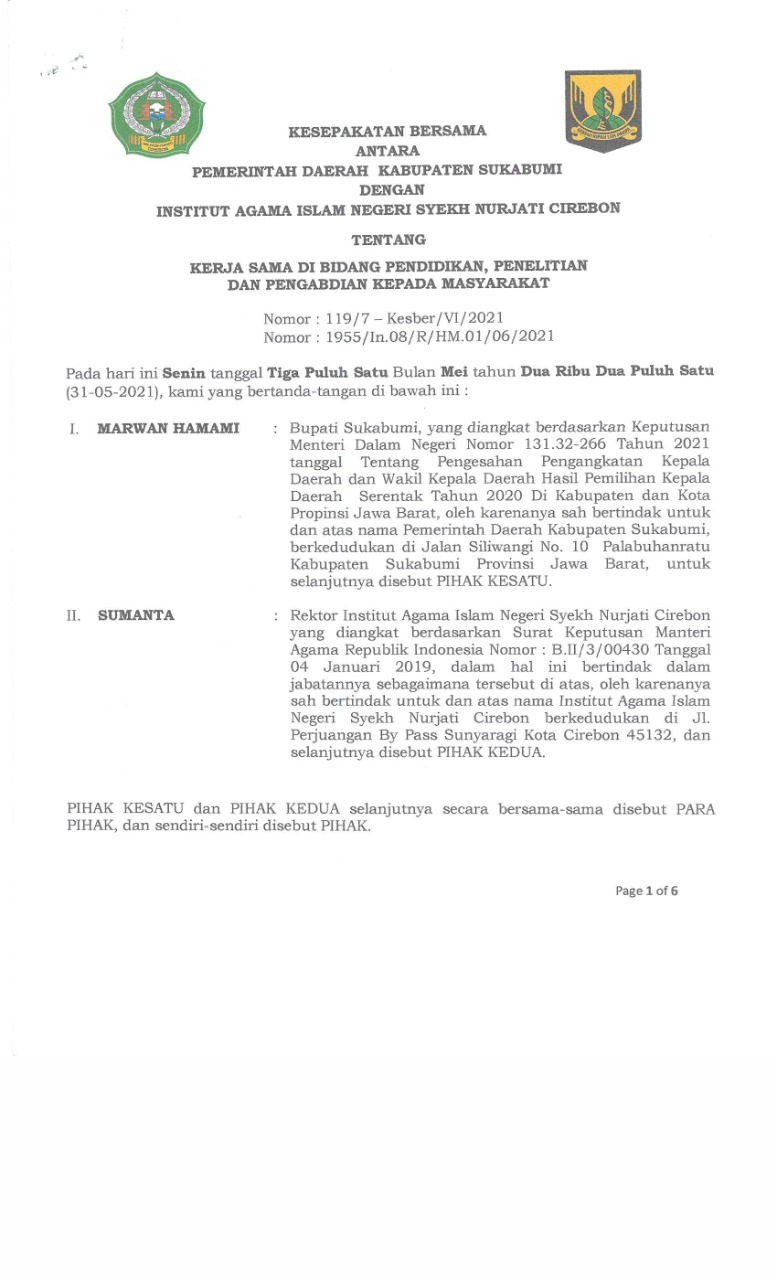 KESEPAKATAN BERSAMA
ANTARA
PEMERINTAH DAERAH KABUPATEN SUKABUMI
DENGAN
INSTITUT AGAMA ISLAM NEGERI SYEKH NURJATI CIREBON
TENTANG
KERJA SAMA DI BIDANG PENDIDIKAN, PENELITIAN
DAN PENGABDIAN KEPADA MASYARAKAT
Nomor : 119/7 – Kesber/VI/2021
Nomor : 1955/In.08/R/HM.01/06/2021
Pada hari ini Senin tanggal Tiga Puluh Satu Bulan Mei tahun Dua Ribu Dua Puluh Satu
(31-05-2021), kami yang bertanda-tangan di bawah ini :
I. MARWAN HAMAMI : Bupati Sukabumi, yang diangkat berdasarkan Keputusan
Menteri Dalam Negeri Nomor 131.32-266 Tahun 2021
tanggal Tentang Pengesahan Pengangkatan Kepala
Daerah dan Wakil Kepala Daerah Hasil Pemilihan Kepala
Daerah Serentak Tahun 2020 Di Kabupaten dan Kota
Propinsi Jawa Barat, oleh karenanya sah bertindak untuk
dan atas nama Pemerintah Daerah Kabupaten Sukabumi,
berkedudukan di Jalan Siliwangi No. 10 Palabuhanratu
Kabupaten Sukabumi Provinsi Jawa Barat, untuk
selanjutnya disebut PIHAK KESATU.
II. SUMANTA : Rektor Institut Agama Islam Negeri Syekh Nurjati Cirebon
yang diangkat berdasarkan Surat Keputusan Manteri
Agama Republik Indonesia Nomor : B.II/3/00430 Tanggal
04 Januari 2019, dalam hal ini bertindak dalam
jabatannya sebagaimana tersebut di atas, oleh karenanya
sah bertindak untuk dan atas nama Institut Agama Islam
Negeri Syekh Nurjati Cirebon berkedudukan di Jl.
Perjuangan By Pass Sunyaragi Kota Cirebon 45132, dan
selanjutnya disebut PIHAK KEDUA.
PIHAK KESATU dan PIHAK KEDUA selanjutnya secara bersama-sama disebut PARA
PIHAK, dan sendiri-sendiri disebut PIHAK.
Page 1 of 6